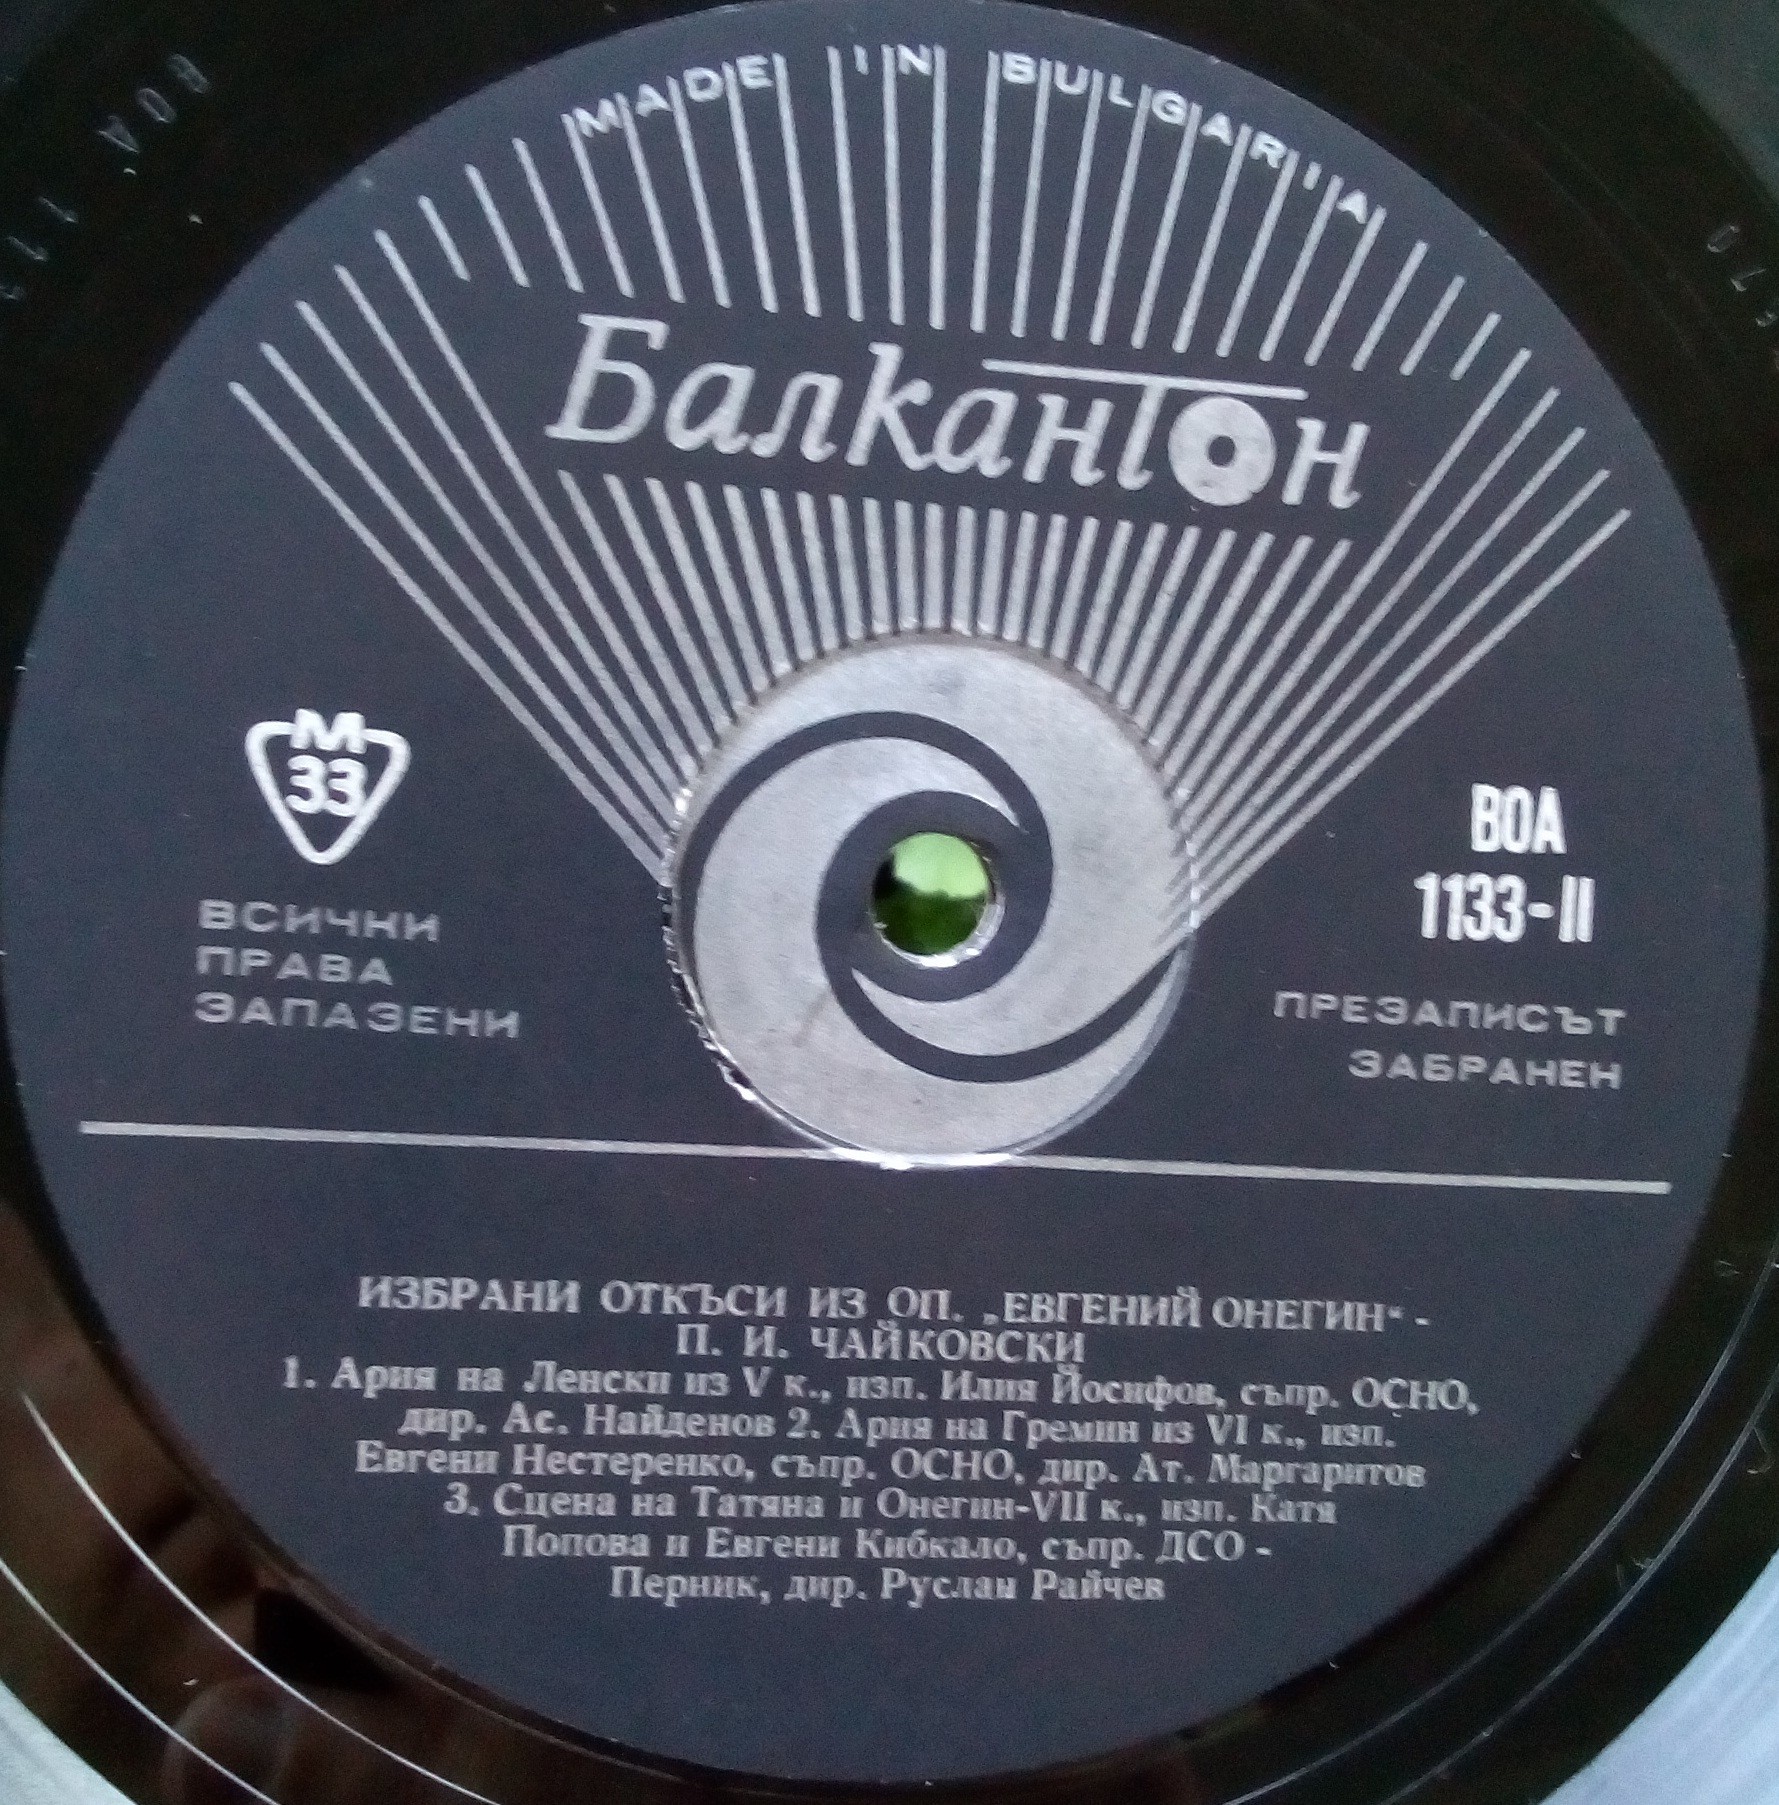 MADE IN BULGARIA
Балкантон
М
33
ВСИЧКИ
ПРАВА
ЗАПАЗЕНИ
ВОА
1133-II
ПРЕЗАПИСЪТ
ЗАБРАНЕН
ИЗБРАНИ ОТКЪСИ ИЗ ОП. „ЕВГЕНИЙ ОНЕГИН“ -
П. И. ЧАЙКОВСКИ
1. Ария на Ленски из V к., изп. Илия Йосифов, съпр. ОСНО,
дир. Ас. Найденов 2. Ария на Гремин из VI к., изп.
Евгени Нестеренко, съпр. ОСНО, дир. Ат. Маргаритов
3. Сцена на Татяна и Онегин-VII к., изп. Катя
Попова и Евгени Кибкало, съпр. ДСО -
Перник, дир. Руслан Райчев